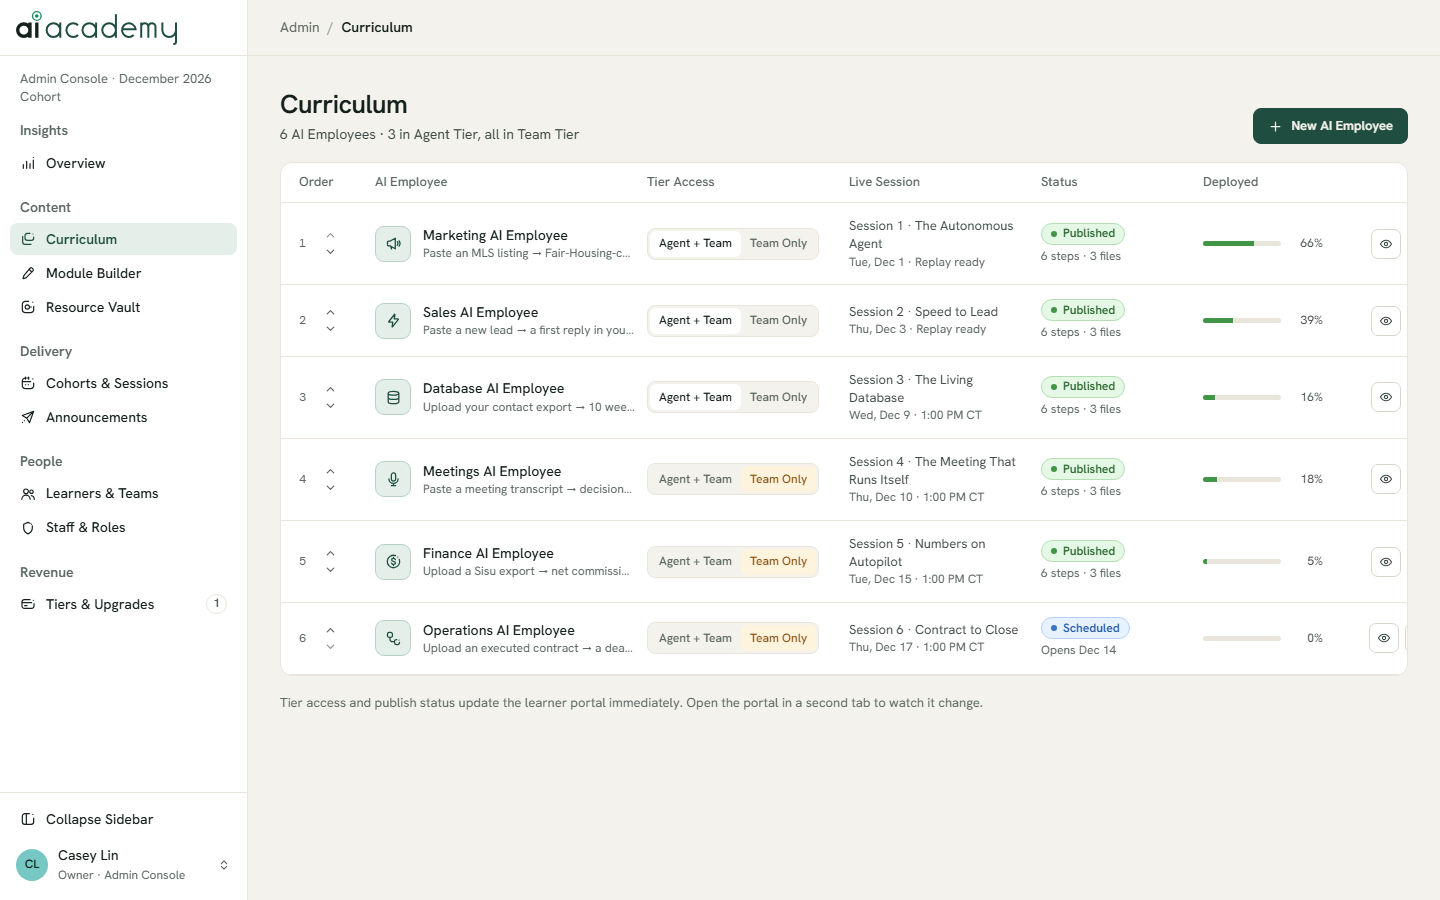 ai academy
Admin / Curriculum
Admin Console · December 2026
Cohort
Insights
Overview
Content
Curriculum
Module Builder
Resource Vault
Delivery
Cohorts & Sessions
Announcements
People
Learners & Teams
Staff & Roles
Revenue
Tiers & Upgrades 1
Collapse Sidebar
CL
Casey Lin
Owner · Admin Console
Curriculum
6 AI Employees · 3 in Agent Tier, all in Team Tier
+ New AI Employee
Order AI Employee Tier Access Live Session Status Deployed
1
Marketing AI Employee
Paste an MLS listing → Fair-Housing-c...
Agent + Team Team Only
Session 1 · The Autonomous
Agent
Tue, Dec 1 · Replay ready
Published
6 steps · 3 files
66%
2
Sales AI Employee
Paste a new lead → a first reply in you...
Agent + Team Team Only
Session 2 · Speed to Lead
Thu, Dec 3 · Replay ready
Published
6 steps · 3 files
39%
3
Database AI Employee
Upload your contact export → 10 wee...
Agent + Team Team Only
Session 3 · The Living
Database
Wed, Dec 9 · 1:00 PM CT
Published
6 steps · 3 files
16%
4
Meetings AI Employee
Paste a meeting transcript → decision...
Agent + Team Team Only
Session 4 · The Meeting That
Runs Itself
Thu, Dec 10 · 1:00 PM CT
Published
6 steps · 3 files
18%
5
Finance AI Employee
Upload a Sisu export → net commissi...
Agent + Team Team Only
Session 5 · Numbers on
Autopilot
Tue, Dec 15 · 1:00 PM CT
Published
6 steps · 3 files
5%
6
Operations AI Employee
Upload an executed contract → a dea...
Agent + Team Team Only
Session 6 · Contract to Close
Thu, Dec 17 · 1:00 PM CT
Scheduled
Opens Dec 14
0%
Tier access and publish status update the learner portal immediately. Open the portal in a second tab to watch it change.